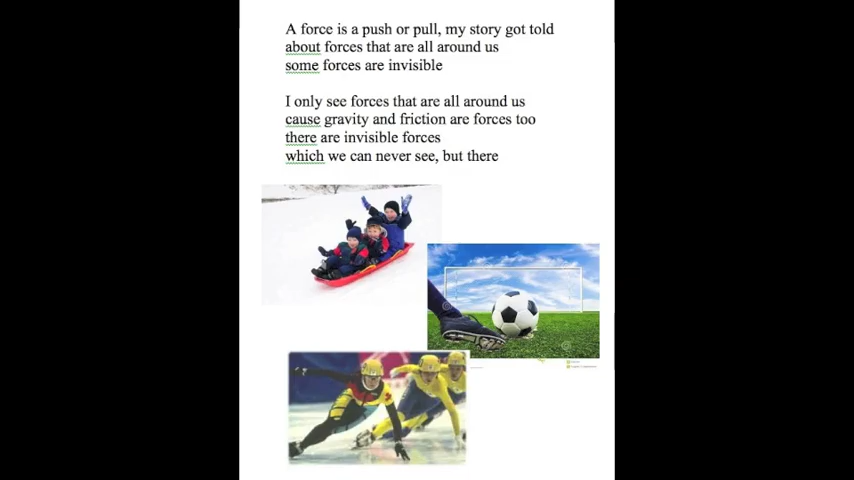 A force is a push or pull, my story got told
about forces that are all around us
some forces are invisible
I only see forces that are all around us
cause gravity and friction are forces too
there are invisible forces
which we can never see, but there